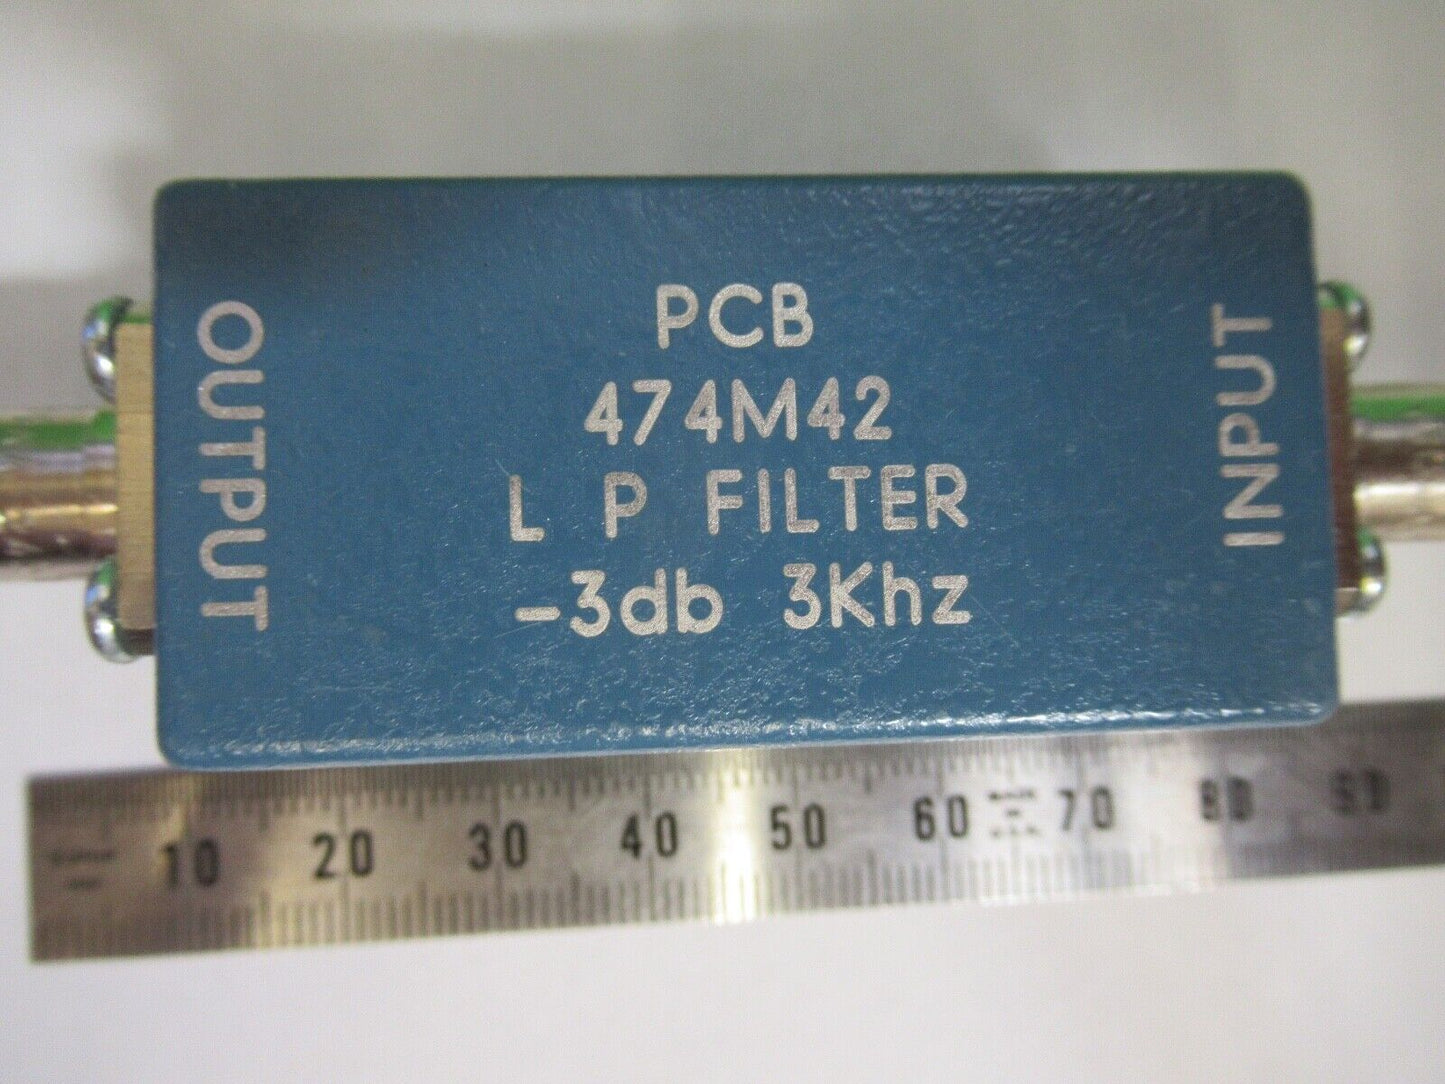 PCB
474M42
L P FILTER
-3db 3Khz
OUTPUT
INPUT
10 20 30 40 50 60 70 80 90